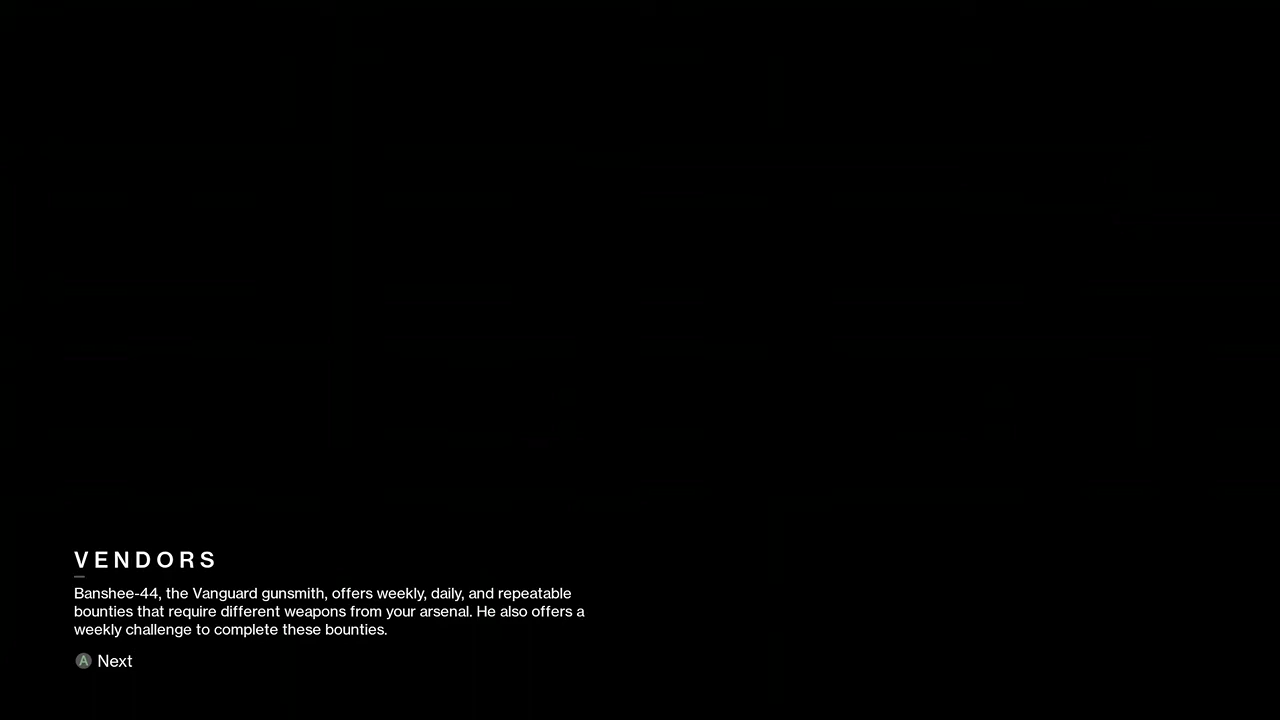 VENDORS
Banshee-44, the Vanguard gunsmith, offers weekly, daily, and repeatable
bounties that require different weapons from your arsenal. He also offers a
weekly challenge to complete these bounties.
A Next